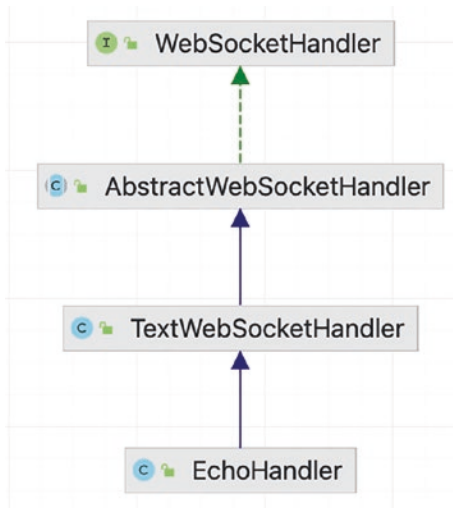 I WebSocketHandler
C AbstractWebSocketHandler
C TextWebSocketHandler
C EchoHandler